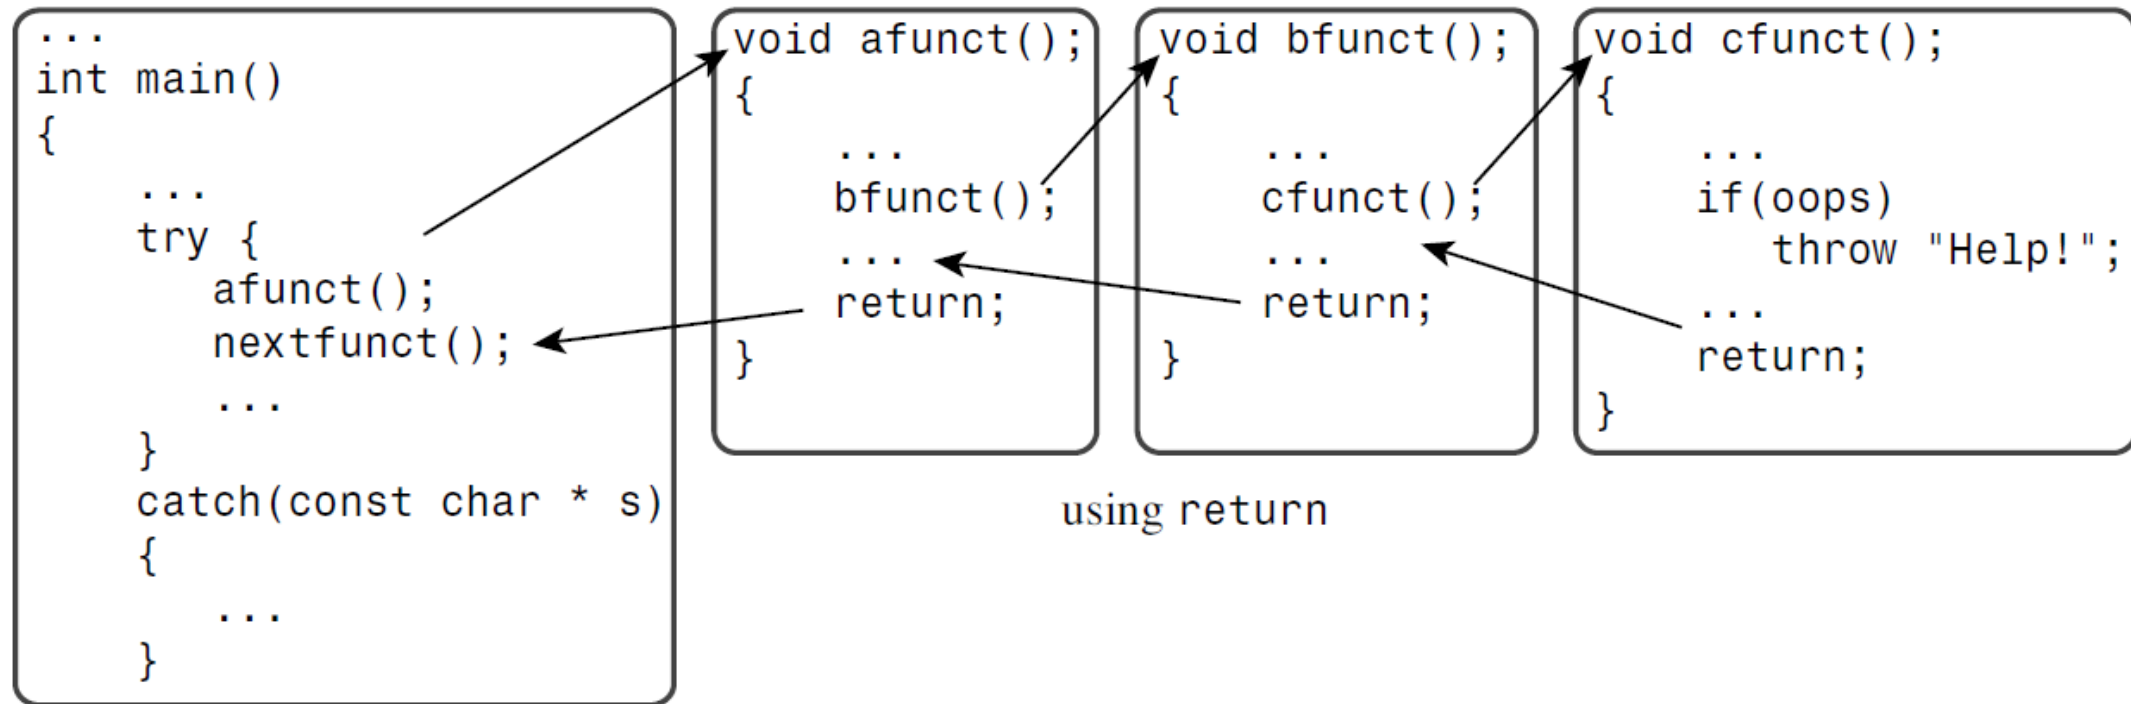 ...
int main()
{
...
try {
afunct();
nextfunct();
...
}
catch(const char * s)
{
...
}
void afunct();
{
...
bfunct();
...
return;
}
void bfunct();
{
...
cfunct();
...
return;
}
void cfunct();
{
...
if(oops)
throw "Help!";
...
return;
}
using return